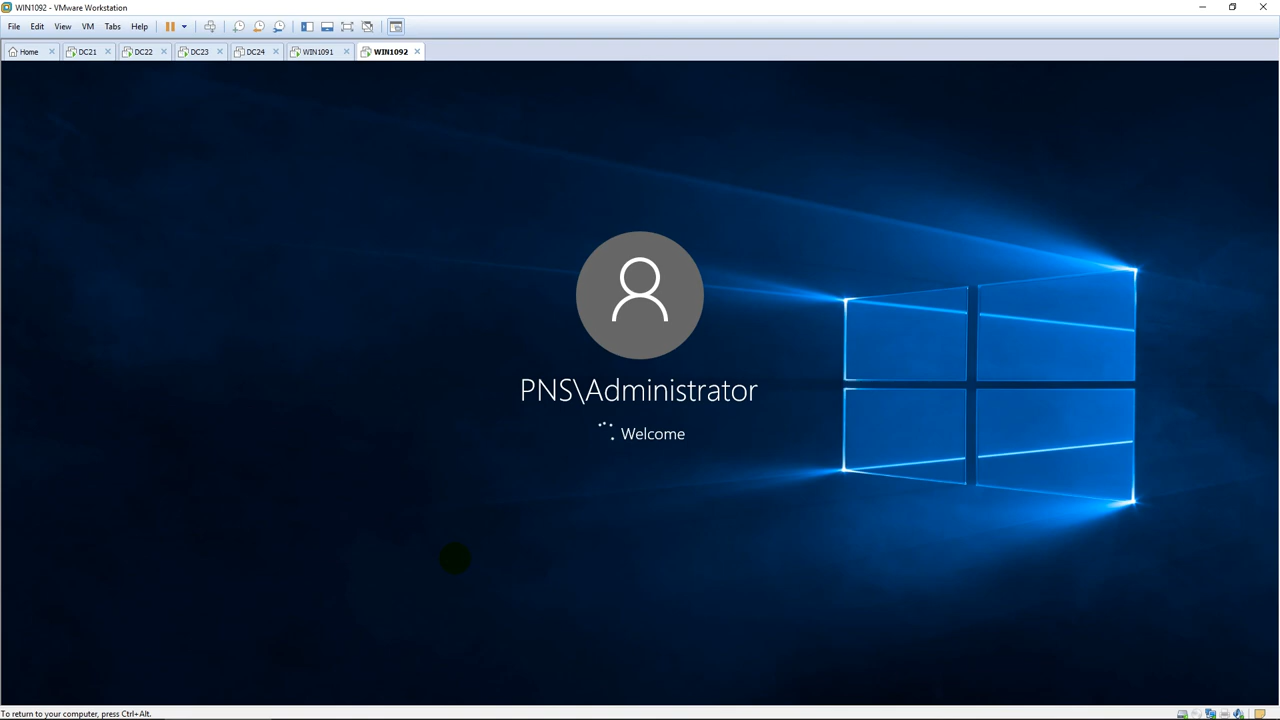 WIN1092 - VMware Workstation
File Edit View VM Tabs Help
Home DC21 DC22 DC23 DC24 WIN1091 WIN1092
PNS\Administrator
Welcome
To return to your computer, press Ctrl+Alt.